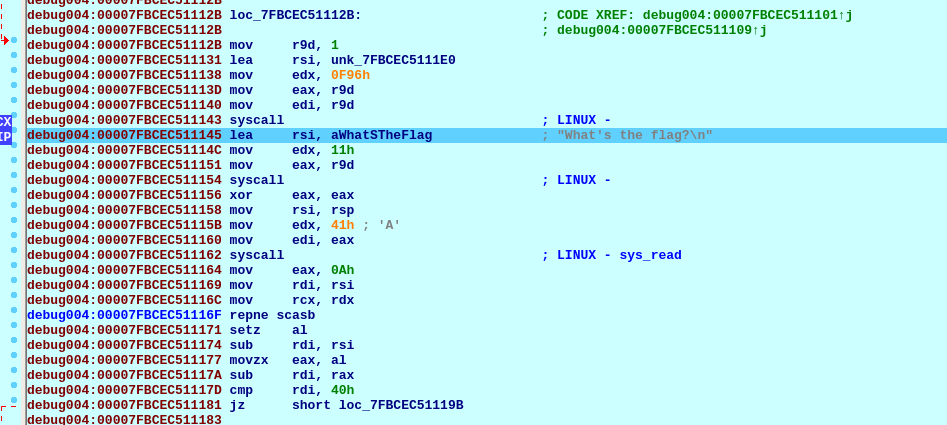 debug004:00007FBCEC51112B
debug004:00007FBCEC51112B loc_7FBCEC51112B: ; CODE XREF: debug004:00007FBCEC511101↑j
debug004:00007FBCEC51112B ; debug004:00007FBCEC511109↑j
debug004:00007FBCEC51112B mov r9d, 1
debug004:00007FBCEC511131 lea rsi, unk_7FBCEC5111E0
debug004:00007FBCEC511138 mov edx, 0F96h
debug004:00007FBCEC51113D mov eax, r9d
debug004:00007FBCEC511140 mov edi, r9d
CX debug004:00007FBCEC511143 syscall ; LINUX -
IP debug004:00007FBCEC511145 lea rsi, aWhatSTheFlag ; "What's the flag?\n"
debug004:00007FBCEC51114C mov edx, 11h
debug004:00007FBCEC511151 mov eax, r9d
debug004:00007FBCEC511154 syscall ; LINUX -
debug004:00007FBCEC511156 xor eax, eax
debug004:00007FBCEC511158 mov rsi, rsp
debug004:00007FBCEC51115B mov edx, 41h ; 'A'
debug004:00007FBCEC511160 mov edi, eax
debug004:00007FBCEC511162 syscall ; LINUX - sys_read
debug004:00007FBCEC511164 mov eax, 0Ah
debug004:00007FBCEC511169 mov rdi, rsi
debug004:00007FBCEC51116C mov rcx, rdx
debug004:00007FBCEC51116F repne scasb
debug004:00007FBCEC511171 setz al
debug004:00007FBCEC511174 sub rdi, rsi
debug004:00007FBCEC511177 movzx eax, al
debug004:00007FBCEC51117A sub rdi, rax
debug004:00007FBCEC51117D cmp rdi, 40h
debug004:00007FBCEC511181 jz short loc_7FBCEC51119B
debug004:00007FBCEC511183